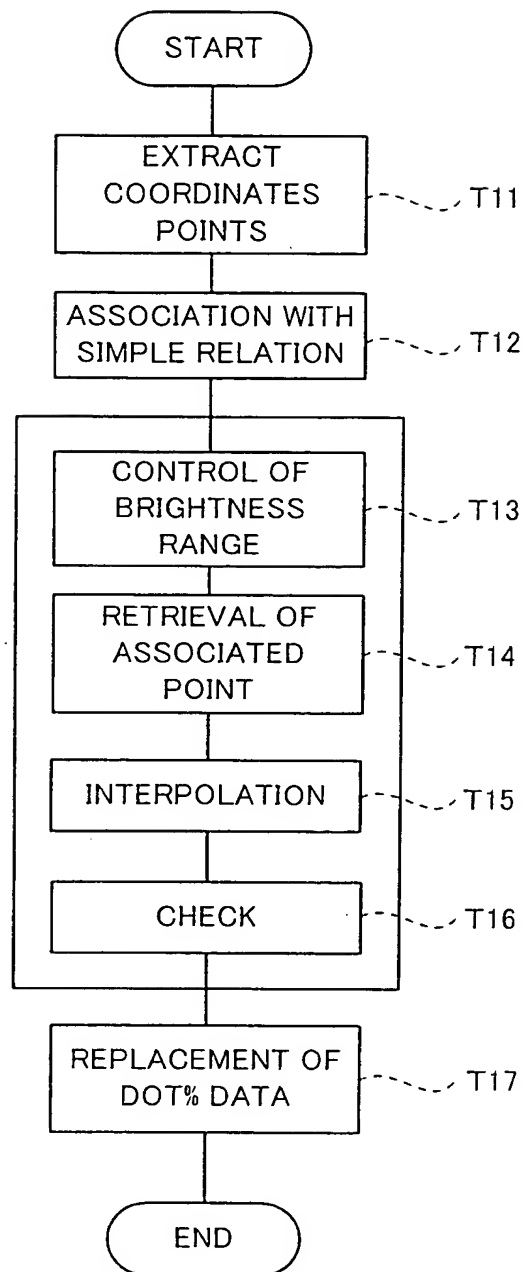 START
EXTRACT
COORDINATES
POINTS
T11
ASSOCIATION WITH
SIMPLE RELATION
T12
CONTROL OF
BRIGHTNESS
RANGE
T13
RETRIEVAL OF
ASSOCIATED
POINT
T14
INTERPOLATION
T15
CHECK
T16
REPLACEMENT OF
DOT% DATA
T17
END